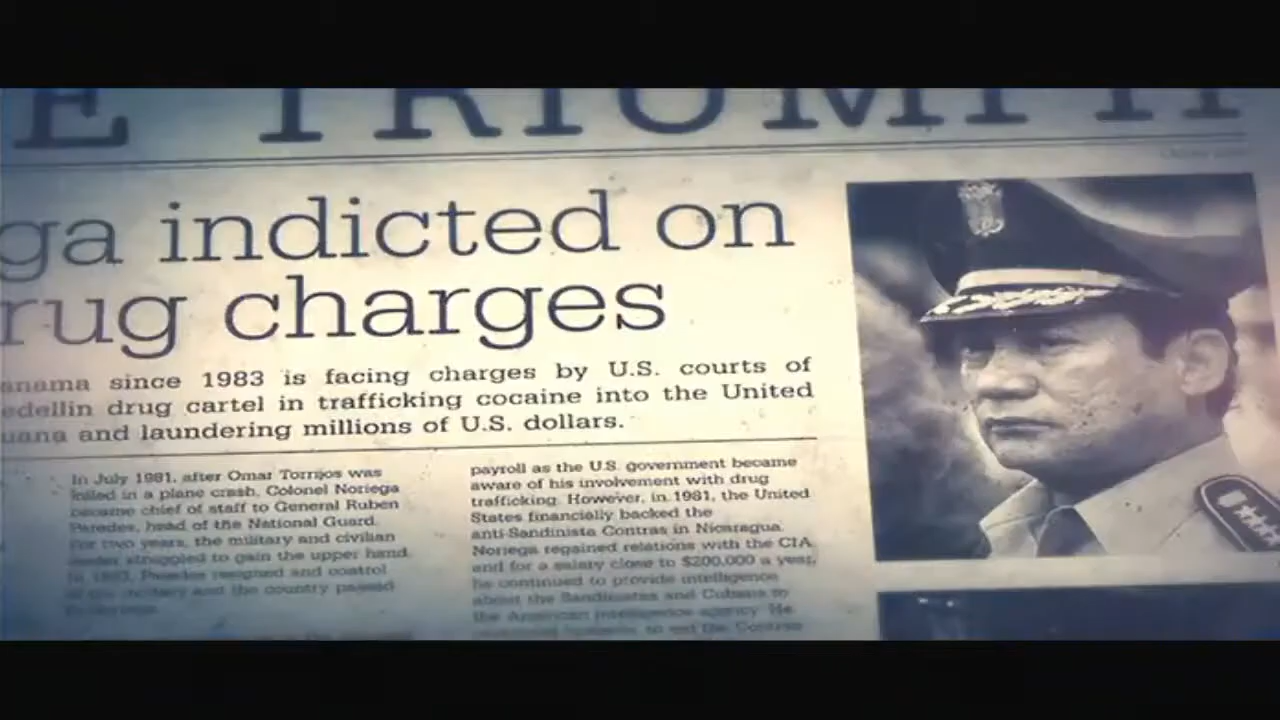 E TRIUMPH
ga indicted on
rug charges
anama since 1983 is facing charges by U.S. courts of
edellin drug cartel in trafficking cocaine into the United
uana and laundering millions of U.S. dollars.
In July 1981, after Omar Torrijos was
killed in a plane crash, Colonel Noriega
became chief of staff to General Ruben
Paredes, head of the National Guard.
For two years, the military and civilian
struggled to gain the upper hand.
In 1983, Paredes resigned and control
of the military and the country passed
payroll as the U.S. government became
aware of his involvement with drug
trafficking. However, in 1981, the United
States financially backed the
anti-Sandinista Contras in Nicaragua.
Noriega regained relations with the CIA
and for a salary close to $200,000 a year,
he continued to provide intelligence
about the Sandinistas and Cubans to
the American intelligence agency. He
to the Contras